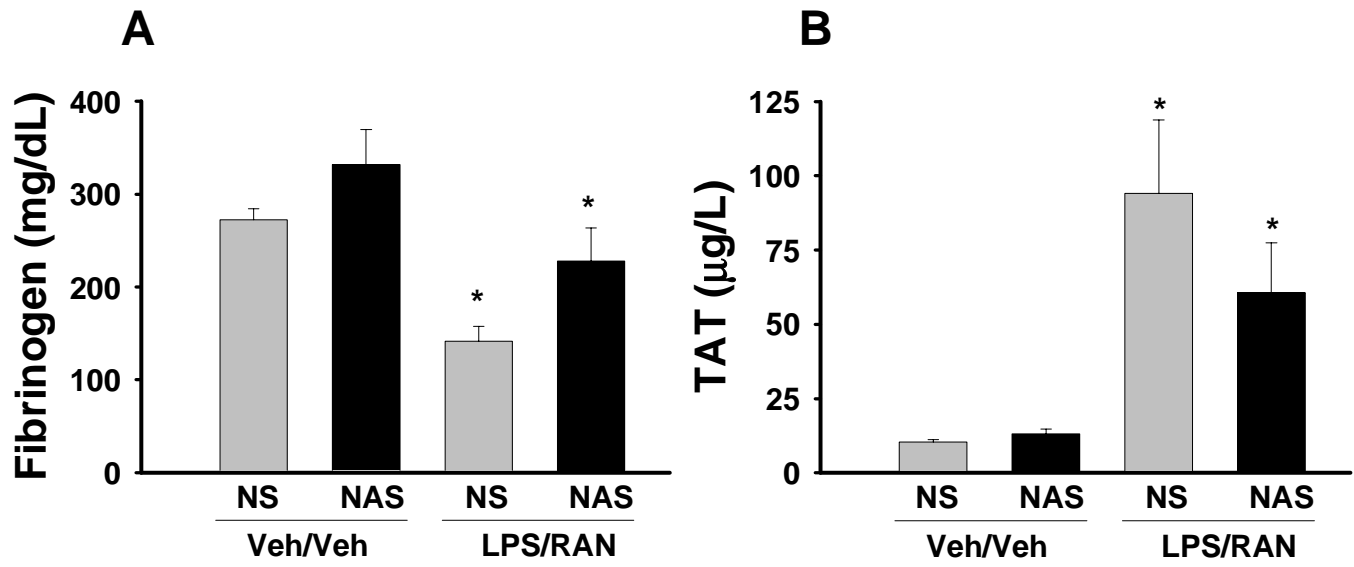 A
Fibrinogen (mg/dL)
400
300
200
100
0
*
*
NS NAS NS NAS
Veh/Veh LPS/RAN
B
TAT (μg/L)
125
100
75
50
25
0
*
*
NS NAS NS NAS
Veh/Veh LPS/RAN